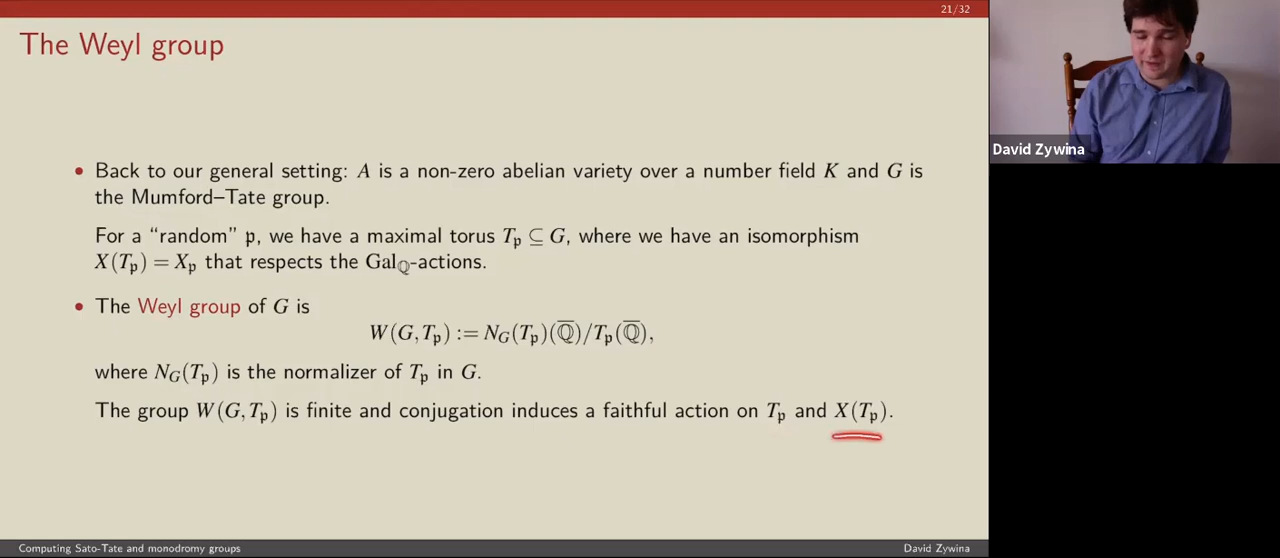 21/32
The Weyl group
• Back to our general setting: A is a non-zero abelian variety over a number field K and G is
the Mumford–Tate group.
For a “random” 𝔭, we have a maximal torus T_𝔭 ⊆ G, where we have an isomorphism
X(T_𝔭) = X_𝔭 that respects the Gal_ℚ-actions.
• The Weyl group of G is
W(G, T_𝔭) := N_G(T_𝔭)(ℚ̅)/T_𝔭(ℚ̅),
where N_G(T_𝔭) is the normalizer of T_𝔭 in G.
The group W(G, T_𝔭) is finite and conjugation induces a faithful action on T_𝔭 and X(T_𝔭).
Computing Sato-Tate and monodromy groups
David Zywina
David Zywina